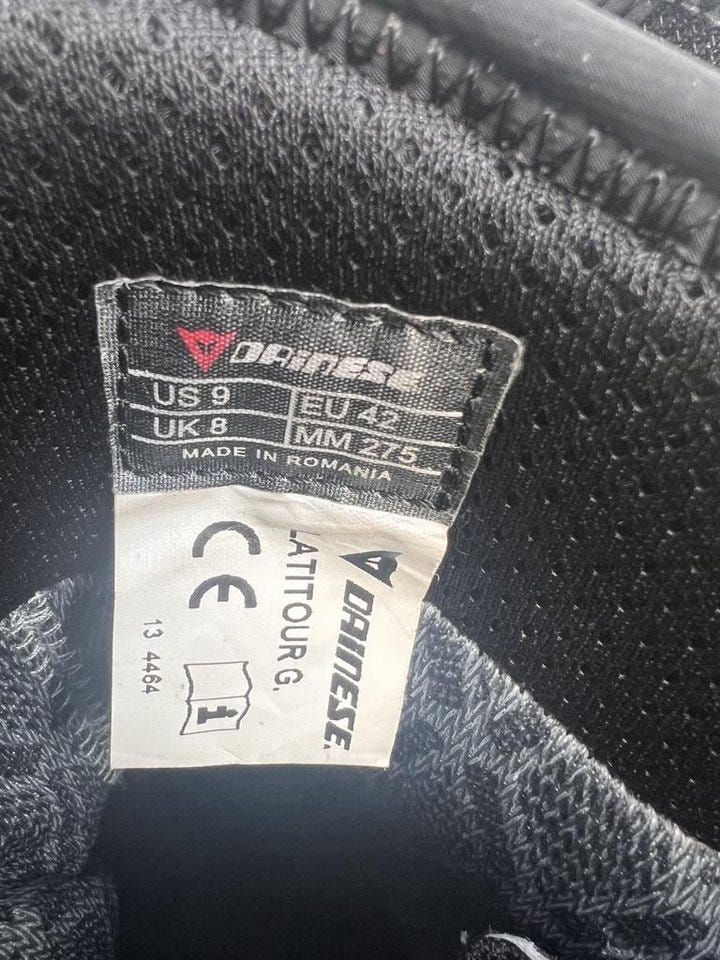 DAINESE
US 9 EU 42
UK 8 MM 275
MADE IN ROMANIA
DAINESE
LATITOUR G.
CE
i
13 4464